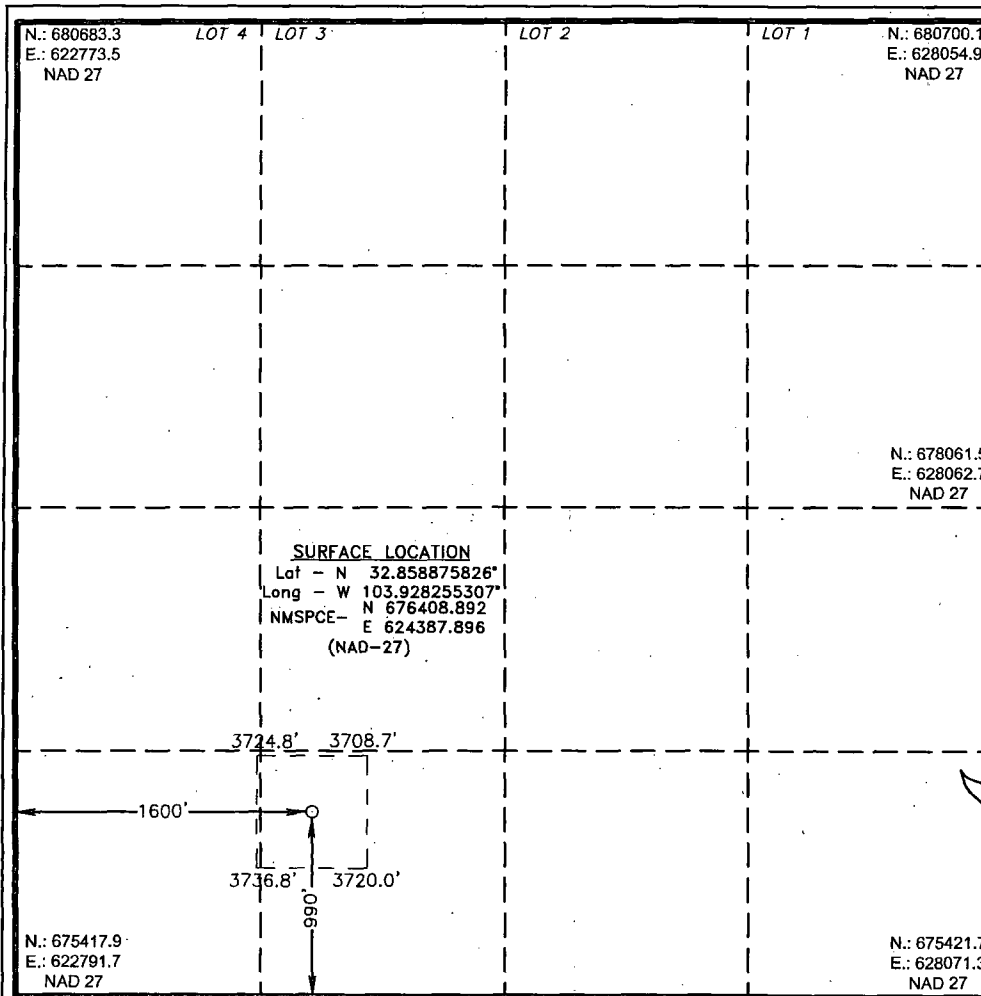 N.: 680683.3
E.: 622773.5
NAD 27
LOT 4
LOT 3
LOT 2
LOT 1
N.: 680700.1
E.: 628054.9
NAD 27
N.: 678061.5
E.: 628062.7
NAD 27
SURFACE LOCATION
Lat - N 32.858875826°
Long - W 103.928255307°
NMSPCE- N 676408.892
E 624387.896
(NAD-27)
3724.8' 3708.7'
1600'
3736.8' 3720.0'
990'
N.: 675417.9
E.: 622791.7
NAD 27
N.: 675421.7
E.: 628071.3
NAD 27